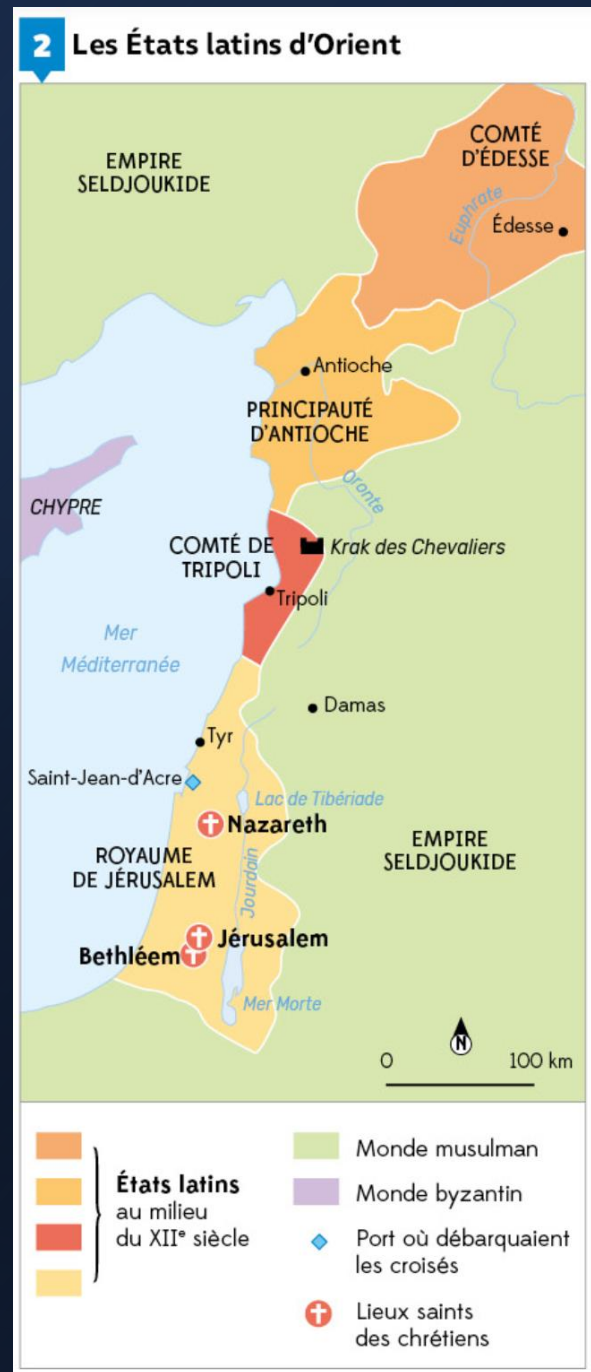 2 Les États latins d'Orient
COMTÉ
D'ÉDESSE
EMPIRE
SELDJOUKIDE
Euphrate
Édesse
Antioche
PRINCIPAUTÉ
D'ANTIOCHE
Oronte
CHYPRE
COMTÉ DE
TRIPOLI
Krak des Chevaliers
Tripoli
Mer
Méditerranée
Damas
Tyr
Saint-Jean-d'Acre
Lac de Tibériade
Nazareth
ROYAUME
DE JÉRUSALEM
Jourdain
EMPIRE
SELDJOUKIDE
Jérusalem
Bethléem
Mer Morte
N
0 100 km
États latins
au milieu
du XIIe siècle
Monde musulman
Monde byzantin
Port où débarquaient
les croisés
Lieux saints
des chrétiens